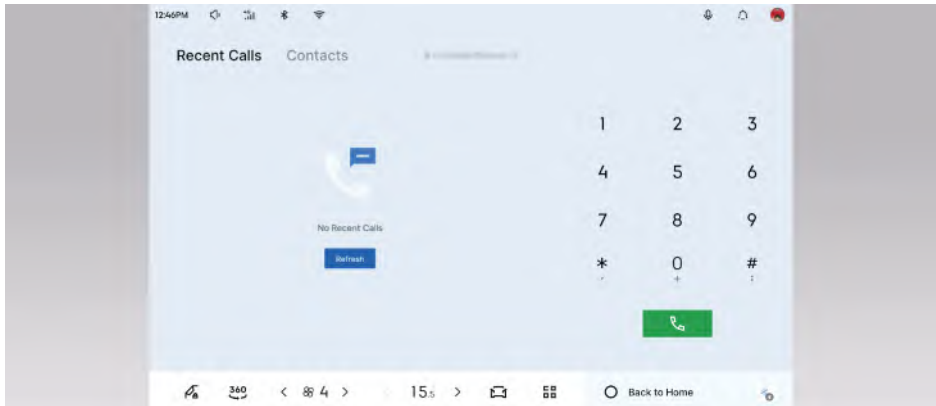 12:46PM
Recent Calls Contacts
1 2 3
4 5 6
7 8 9
* 0 #
+
No Recent Calls
Refresh
360
< 4 > 15.5 >
Back to Home